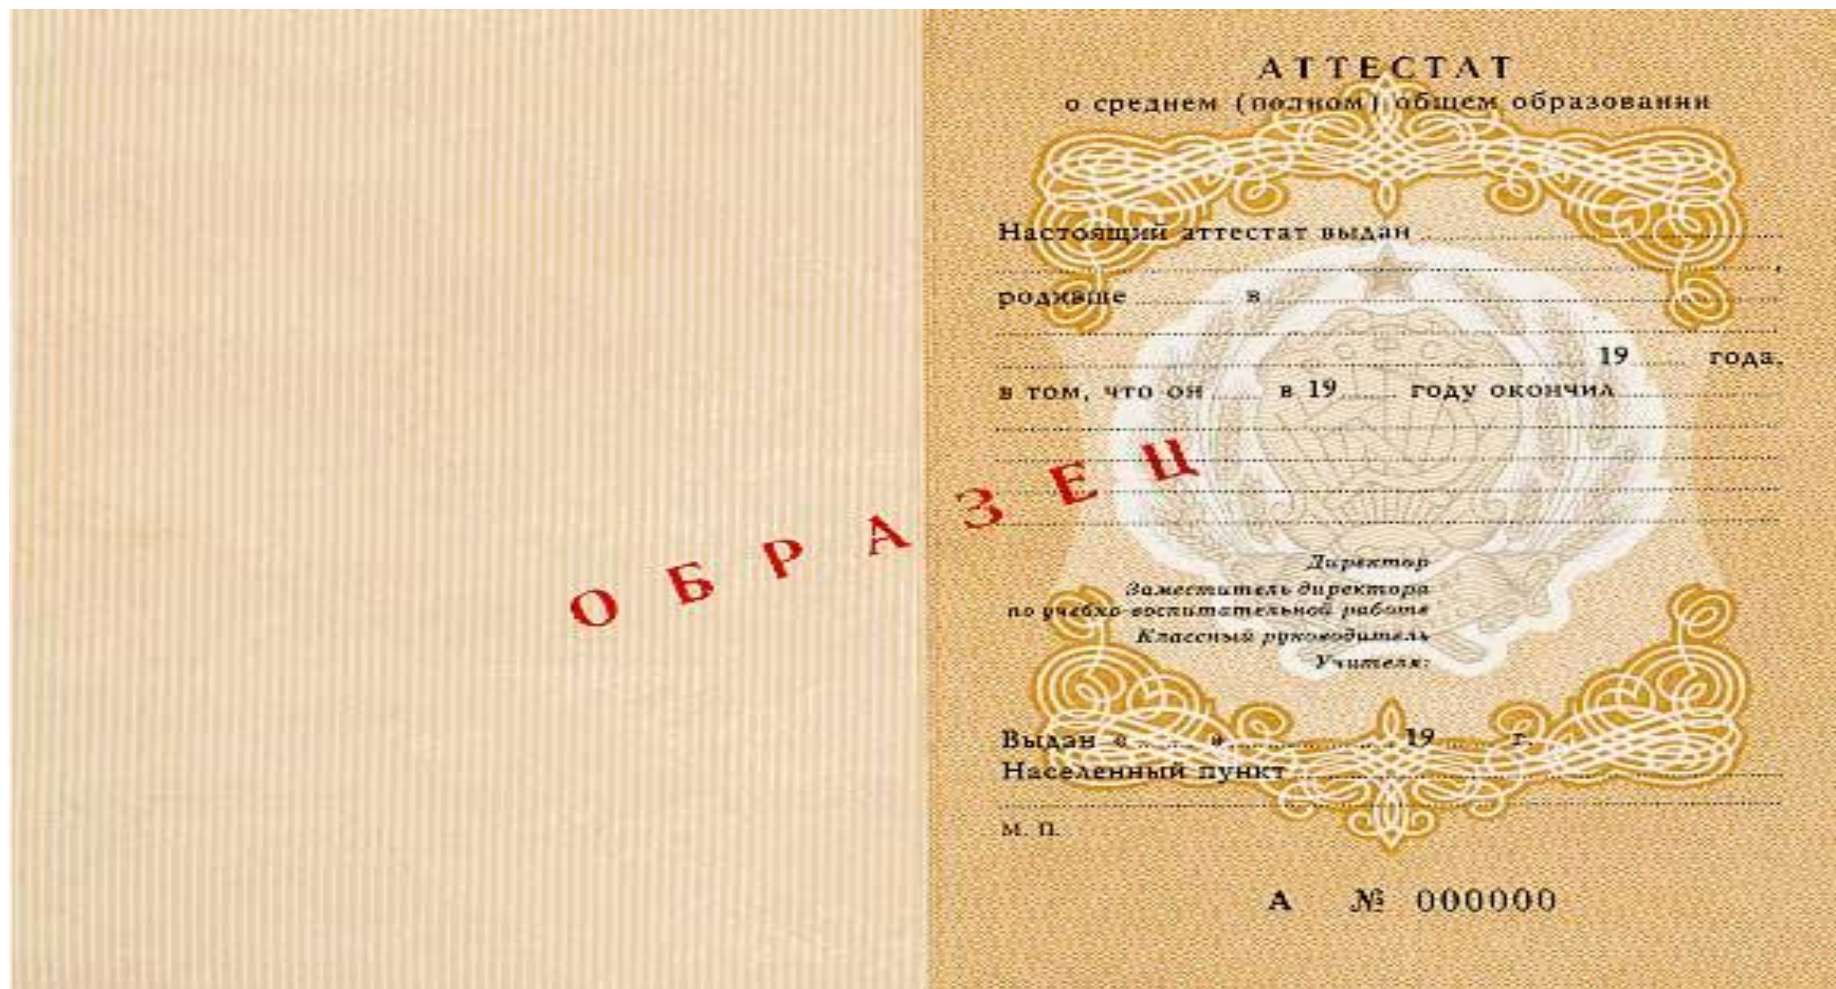 АТТЕСТАТ
о среднем (полном) общем образовании
Настоящий аттестат выдан
,
родивше в
19 года,
в том, что он в 19 году окончил
ОБРАЗЕЦ
Директор
Заместитель директора
по учебно-воспитательной работе
Классный руководитель
Учителя:
Выдан « » 19 г.
Населенный пункт
М. П.
А № 000000